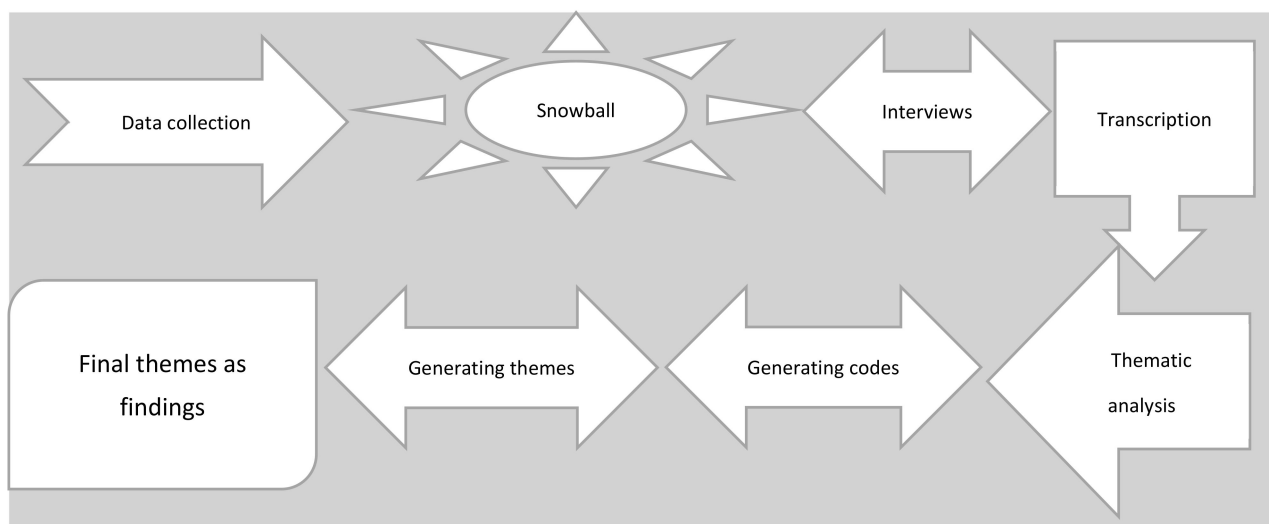 Data collection
Snowball
Interviews
Transcription
Thematic
analysis
Generating codes
Generating themes
Final themes as
findings